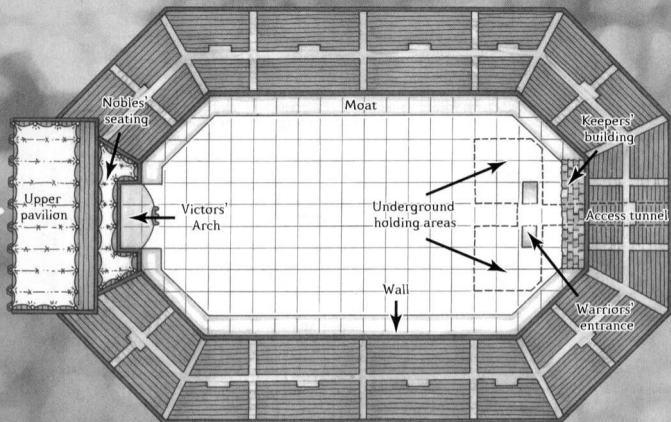 Moat
Nobles'
seating
Keepers'
building
Upper
pavilion
Victors'
Arch
Underground
holding areas
Access tunnel
Wall
Warriors'
entrance